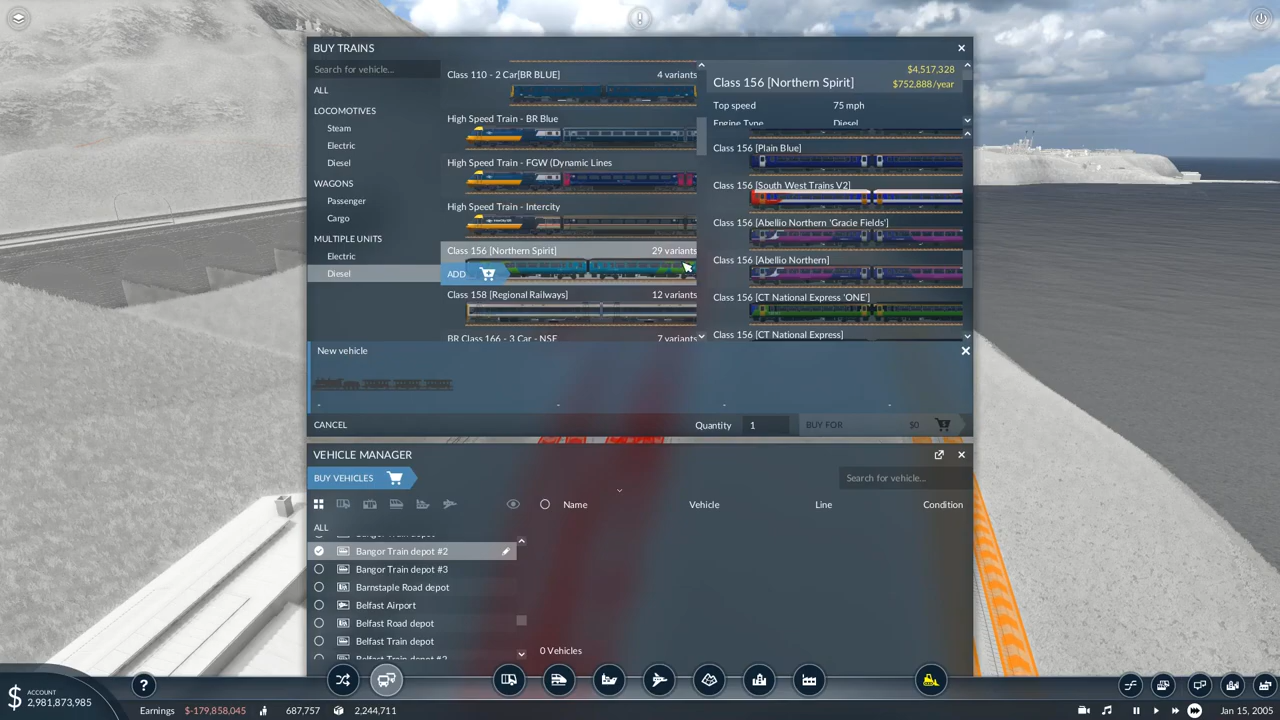 BUY TRAINS
Search for vehicle...
ALL
LOCOMOTIVES
Steam
Electric
Diesel
WAGONS
Passenger
Cargo
MULTIPLE UNITS
Electric
Diesel
Class 110 - 2 Car[BR BLUE] 4 variants
High Speed Train - BR Blue
High Speed Train - FGW (Dynamic Lines
High Speed Train - Intercity
Class 156 [Northern Spirit] 29 variants
ADD
Class 158 [Regional Railways] 12 variants
BR Class 166 - 3 Car - NSE 7 variants
$4,517,328
Class 156 [Northern Spirit]
$752,888/year
Top speed 75 mph
Engine Type Diesel
Class 156 [Plain Blue]
Class 156 [South West Trains V2]
Class 156 [Abellio Northern 'Gracie Fields']
Class 156 [Abellio Northern]
Class 156 [CT National Express 'ONE']
Class 156 [CT National Express]
New vehicle
- - - -
CANCEL
Quantity 1
BUY FOR $0
VEHICLE MANAGER
BUY VEHICLES
Search for vehicle...
Name Vehicle Line Condition
ALL
Bangor Train depot
Bangor Train depot #2
Bangor Train depot #3
Barnstaple Road depot
Belfast Airport
Belfast Road depot
Belfast Train depot
Belfast Train depot #2
0 Vehicles
$ ACCOUNT
2,981,873,985
?
Earnings $-179,858,045 687,757 2,244,711
Jan 15, 2005